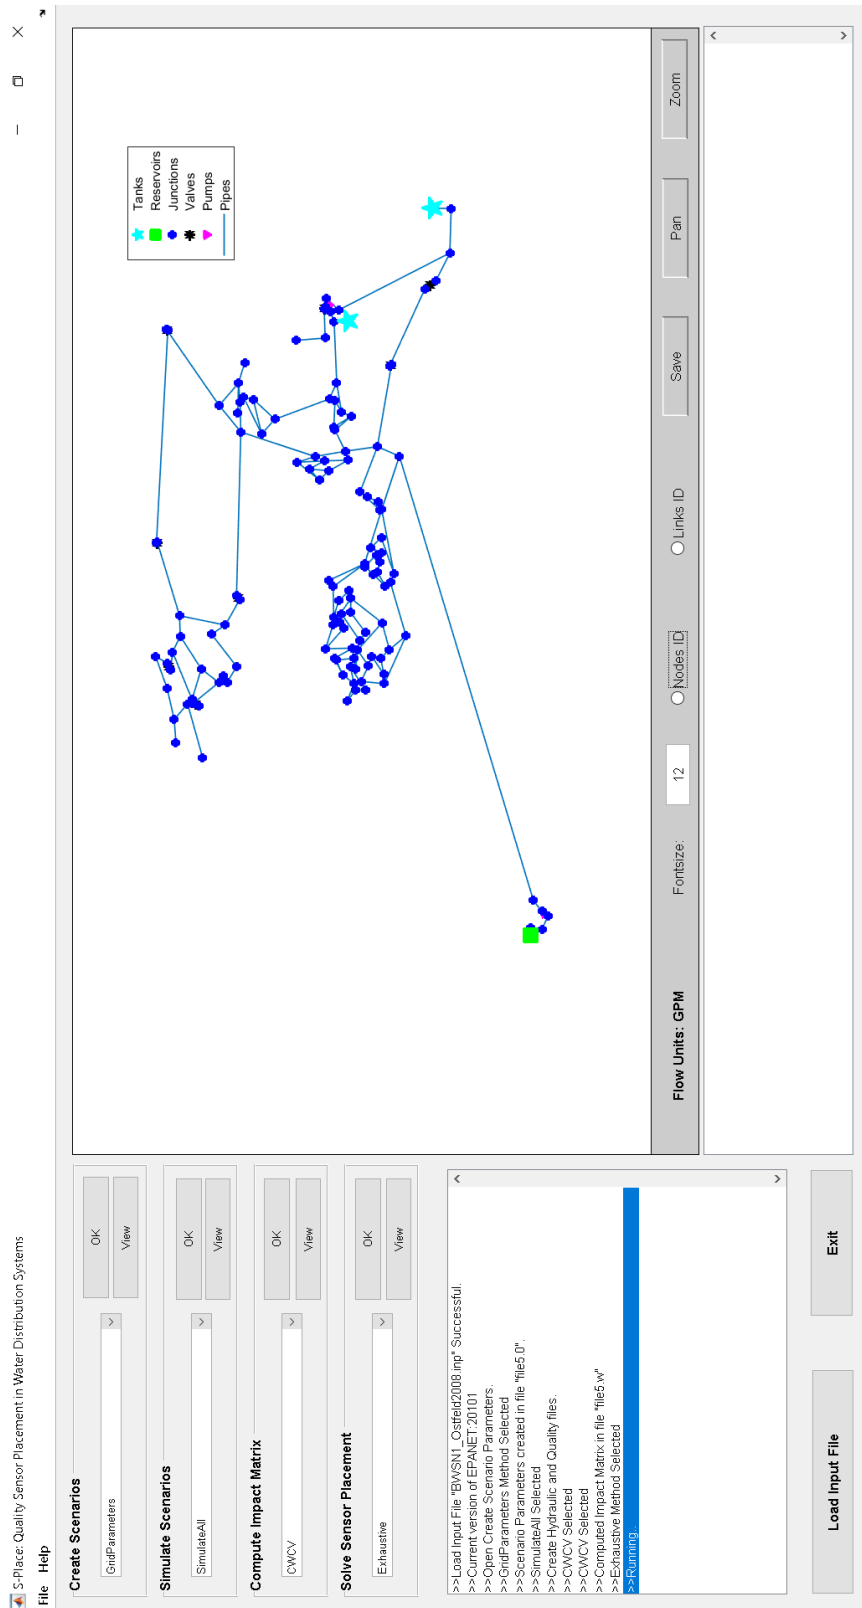 S-Place: Quality Sensor Placement in Water Distribution Systems
File Help
Create Scenarios
GridParameters
OK
View
Simulate Scenarios
SimulateAll
OK
View
Compute Impact Matrix
CWCV
OK
View
Solve Sensor Placement
Exhaustive
OK
View
>>Load Input File "BWSN1_Ostfeld2008.inp" Successful.
>>Current version of EPANET:20101
>>Open Create Scenario Parameters.
>>GridParameters Method Selected
>>Scenario Parameters created in file "file5.0".
>>SimulateAll Selected
>>Create Hydraulic and Quality files.
>>CWCV Selected
>>CWCV Selected
>>Computed Impact Matrix in file "file5.w"
>>Exhaustive Method Selected
>>Running..
Load Input File
Exit
Tanks
Reservoirs
Junctions
Valves
Pumps
Pipes
Flow Units: GPM
Fontsize:
12
Nodes ID
Links ID
Save
Pan
Zoom